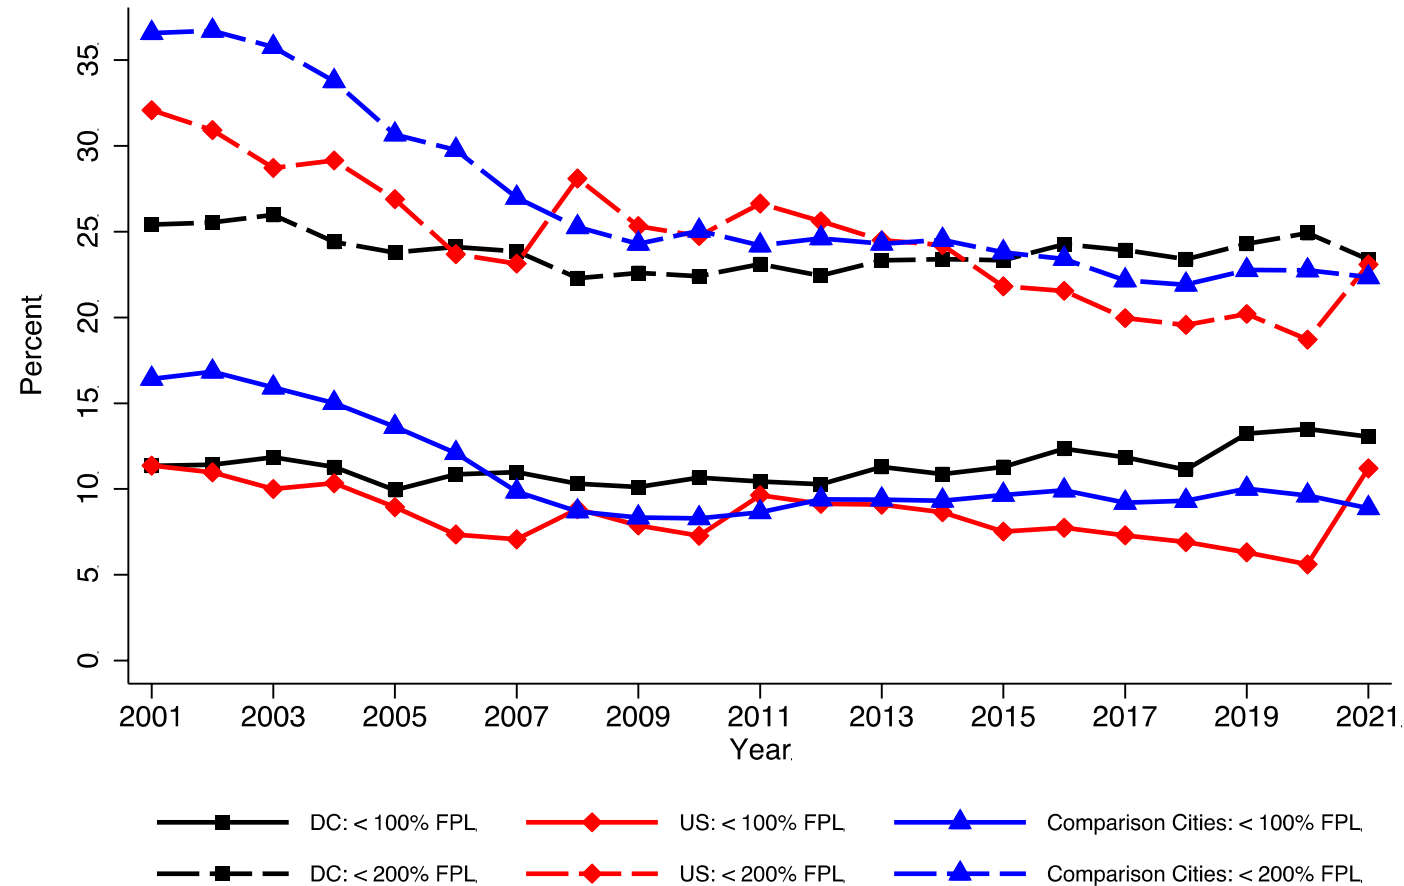 35
30
25
20
15
10
5
0
Percent
2001 2003 2005 2007 2009 2011 2013 2015 2017 2019 2021
Year
DC: < 100% FPL US: < 100% FPL Comparison Cities: < 100% FPL
DC: < 200% FPL US: < 200% FPL Comparison Cities: < 200% FPL